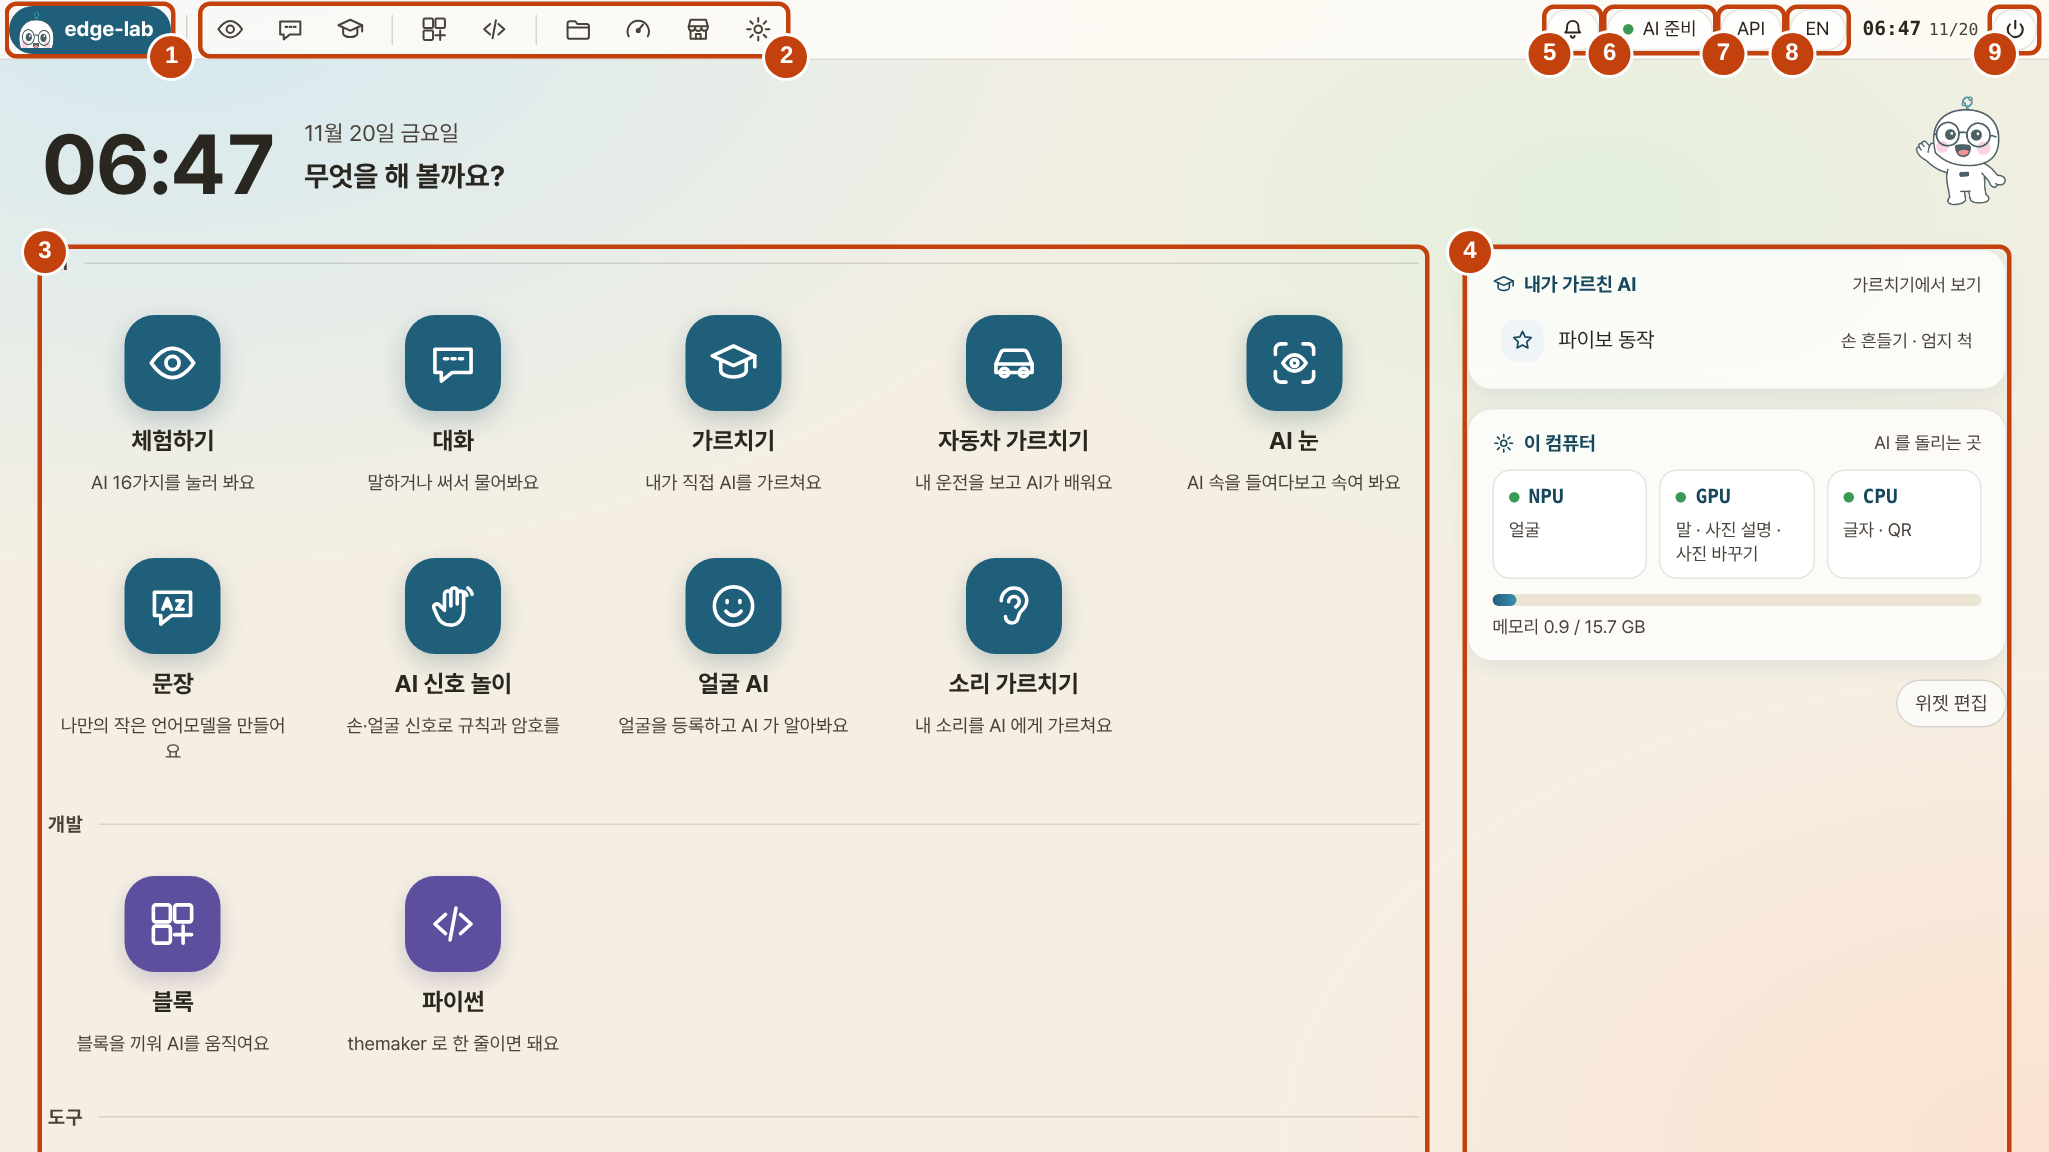 edge-lab
1
2
5
AI 준비
6
API
7
EN
8
06:47 11/20
9
06:47
11월 20일 금요일
무엇을 해 볼까요?
3
4
체험하기
AI 16가지를 눌러 봐요
대화
말하거나 써서 물어봐요
가르치기
내가 직접 AI를 가르쳐요
자동차 가르치기
내 운전을 보고 AI가 배워요
AI 눈
AI 속을 들여다보고 속여 봐요
Az
문장
나만의 작은 언어모델을 만들어
요
AI 신호 놀이
손·얼굴 신호로 규칙과 암호를
얼굴 AI
얼굴을 등록하고 AI 가 알아봐요
소리 가르치기
내 소리를 AI 에게 가르쳐요
개발
블록
블록을 끼워 AI를 움직여요
파이썬
themaker 로 한 줄이면 돼요
도구
내가 가르친 AI
가르치기에서 보기
파이보 동작
손 흔들기 · 엄지 척
이 컴퓨터
AI 를 돌리는 곳
NPU
얼굴
GPU
말 · 사진 설명 ·
사진 바꾸기
CPU
글자 · QR
메모리 0.9 / 15.7 GB
위젯 편집